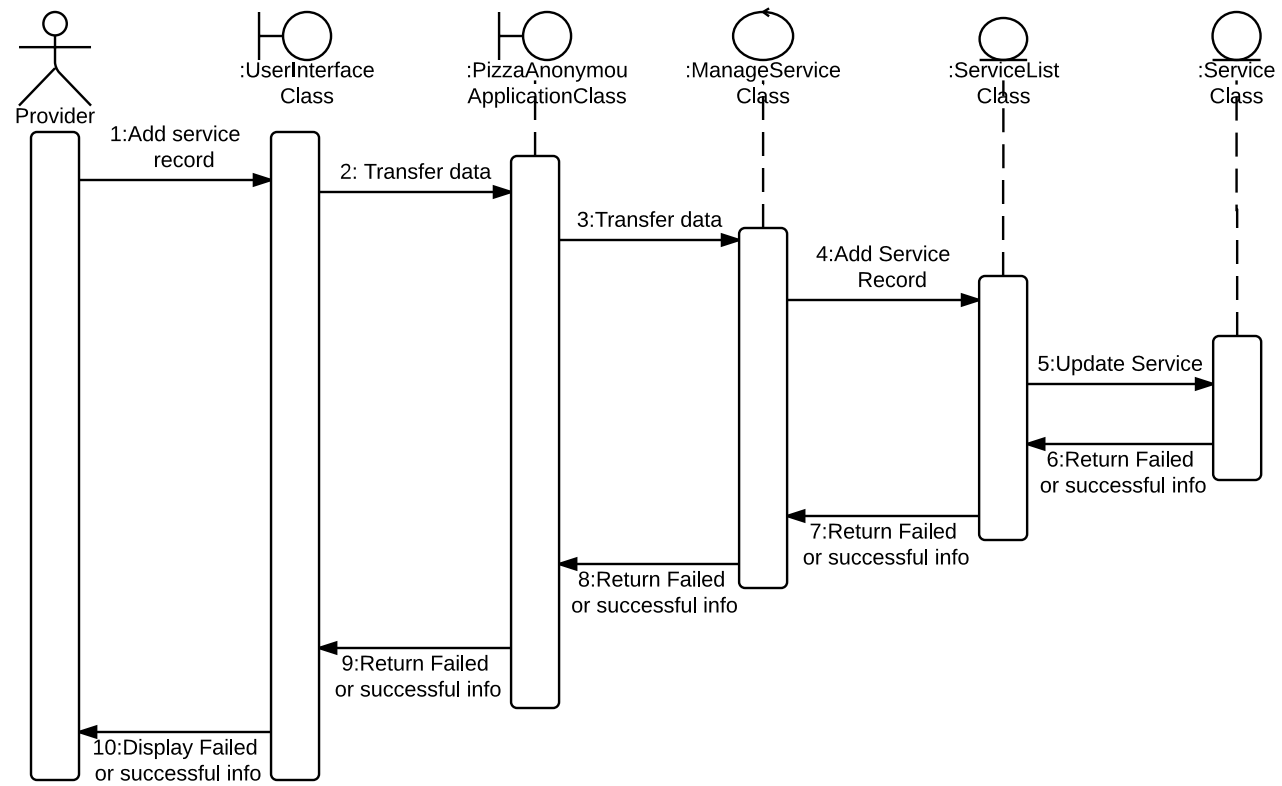 Provider
:UserInterface
Class
:PizzaAnonymou
ApplicationClass
:ManageService
Class
:ServiceList
Class
:Service
Class
1:Add service
record
2: Transfer data
3:Transfer data
4:Add Service
Record
5:Update Service
6:Return Failed
or successful info
7:Return Failed
or successful info
8:Return Failed
or successful info
9:Return Failed
or successful info
10:Display Failed
or successful info